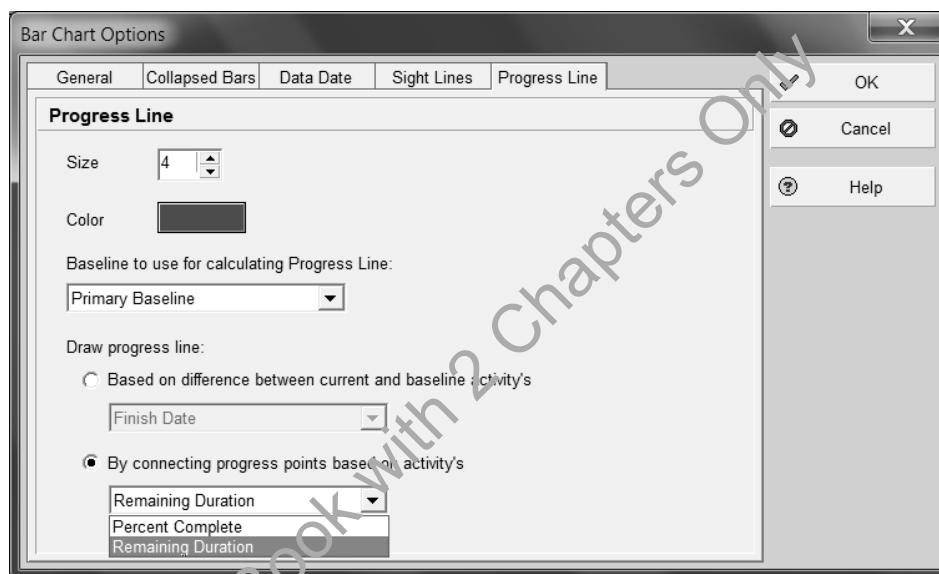 Bar Chart Options
X
General Collapsed Bars Data Date Sight Lines Progress Line
OK
Cancel
Help
Progress Line
Size 4
Color
Baseline to use for calculating Progress Line:
Primary Baseline
Draw progress line:
Based on difference between current and baseline activity's
Finish Date
By connecting progress points based on activity's
Remaining Duration
Percent Complete
Remaining Duration
Book with 2 Chapters Only